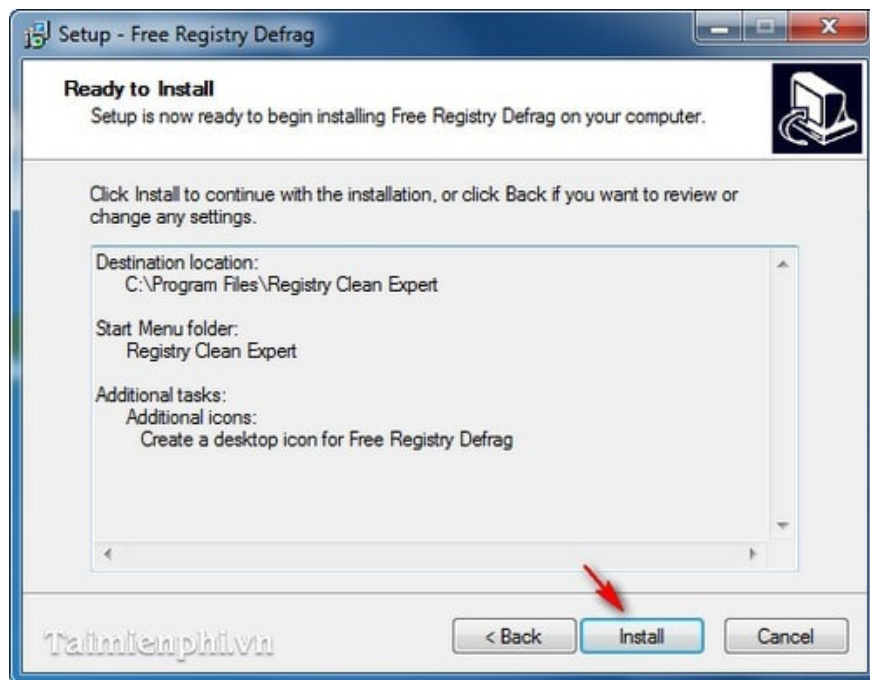 Setup - Free Registry Defrag
Ready to Install
Setup is now ready to begin installing Free Registry Defrag on your computer.
Click Install to continue with the installation, or click Back if you want to review or
change any settings.
Destination location:
C:\Program Files\Registry Clean Expert
Start Menu folder:
Registry Clean Expert
Additional tasks:
Additional icons:
Create a desktop icon for Free Registry Defrag
Taimienphi.vn
< Back
Install
Cancel